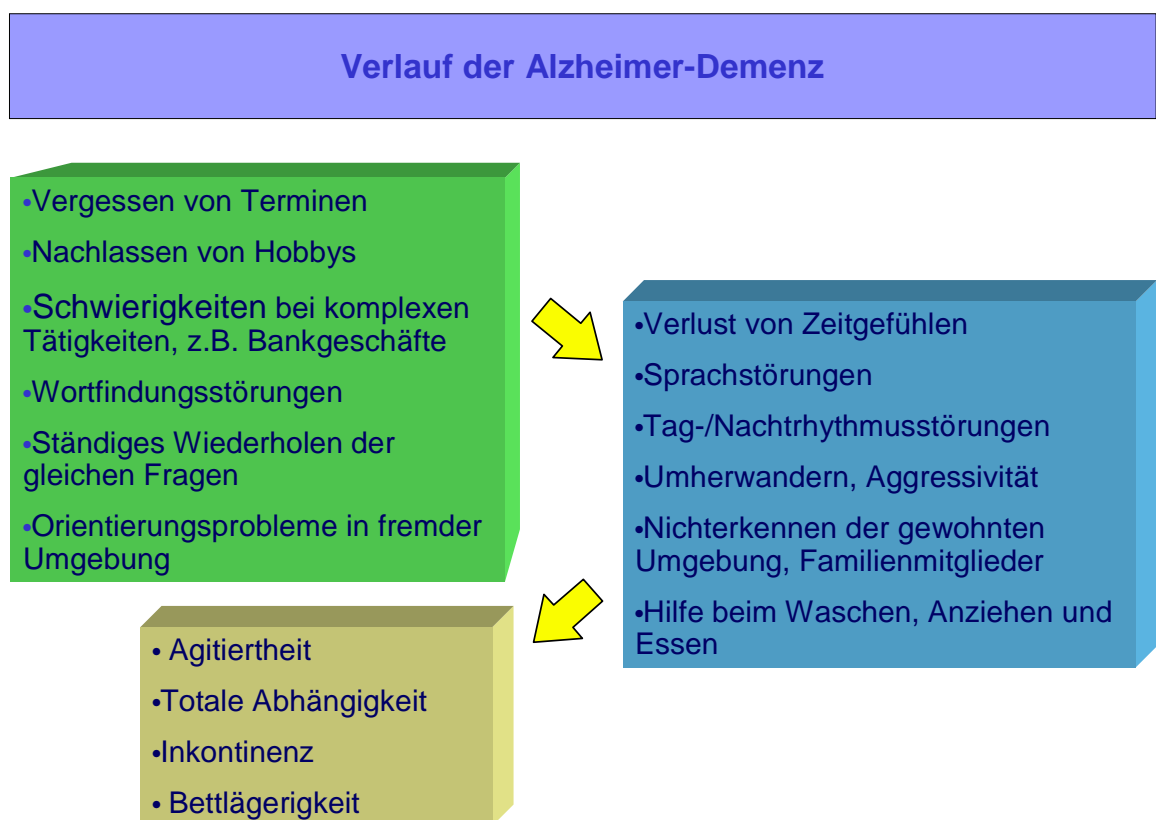 Verlauf der Alzheimer-Demenz
•Vergessen von Terminen
•Nachlassen von Hobbys
•Schwierigkeiten bei komplexen
Tätigkeiten, z.B. Bankgeschäfte
•Wortfindungsstörungen
•Ständiges Wiederholen der
gleichen Fragen
•Orientierungsprobleme in fremder
Umgebung
•Verlust von Zeitgefühlen
•Sprachstörungen
•Tag-/Nachtrhythmusstörungen
•Umherwandern, Aggressivität
•Nichterkennen der gewohnten
Umgebung, Familienmitglieder
•Hilfe beim Waschen, Anziehen und
Essen
• Agitiertheit
•Totale Abhängigkeit
•Inkontinenz
• Bettlägerigkeit